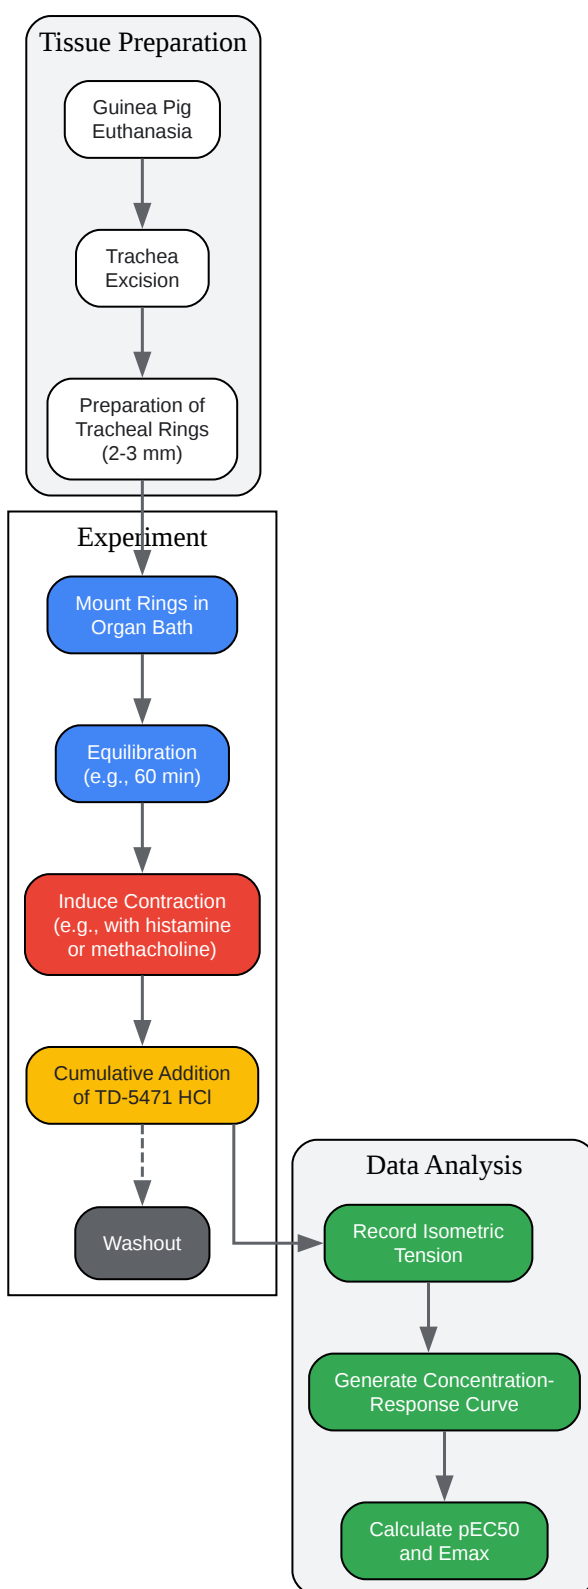 Tissue Preparation
Guinea Pig
Euthanasia
Trachea
Excision
Preparation of
Tracheal Rings
(2-3 mm)
Experiment
Mount Rings in
Organ Bath
Equilibration
(e.g., 60 min)
Induce Contraction
(e.g., with histamine
or methacholine)
Cumulative Addition
of TD-5471 HCl
Washout
Data Analysis
Record Isometric
Tension
Generate Concentration-
Response Curve
Calculate pEC50
and Emax